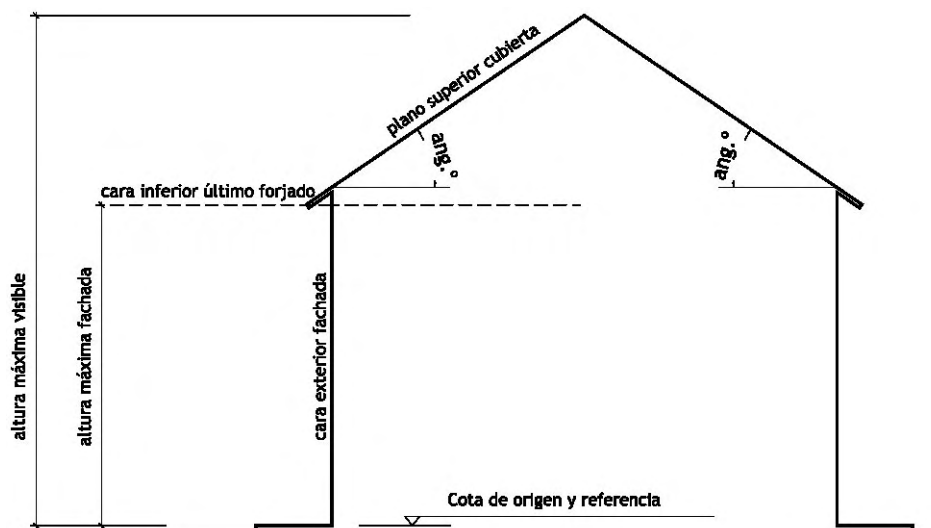 plano superior cubierta
ang.º
ang.º
cara inferior último forjado
altura máxima visible
altura máxima fachada
cara exterior fachada
Cota de origen y referencia